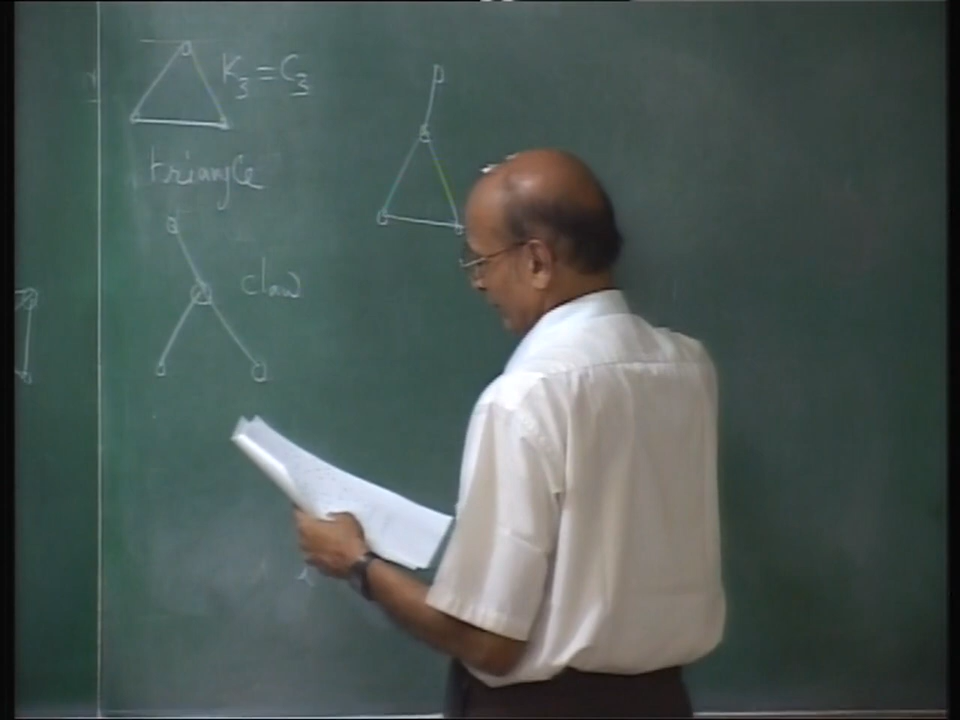 K₃ = C₃
triangle
claw